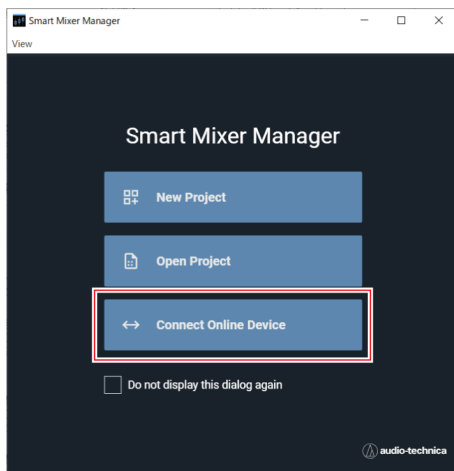 Smart Mixer Manager
View
Smart Mixer Manager
New Project
Open Project
Connect Online Device
Do not display this dialog again
audio-technica